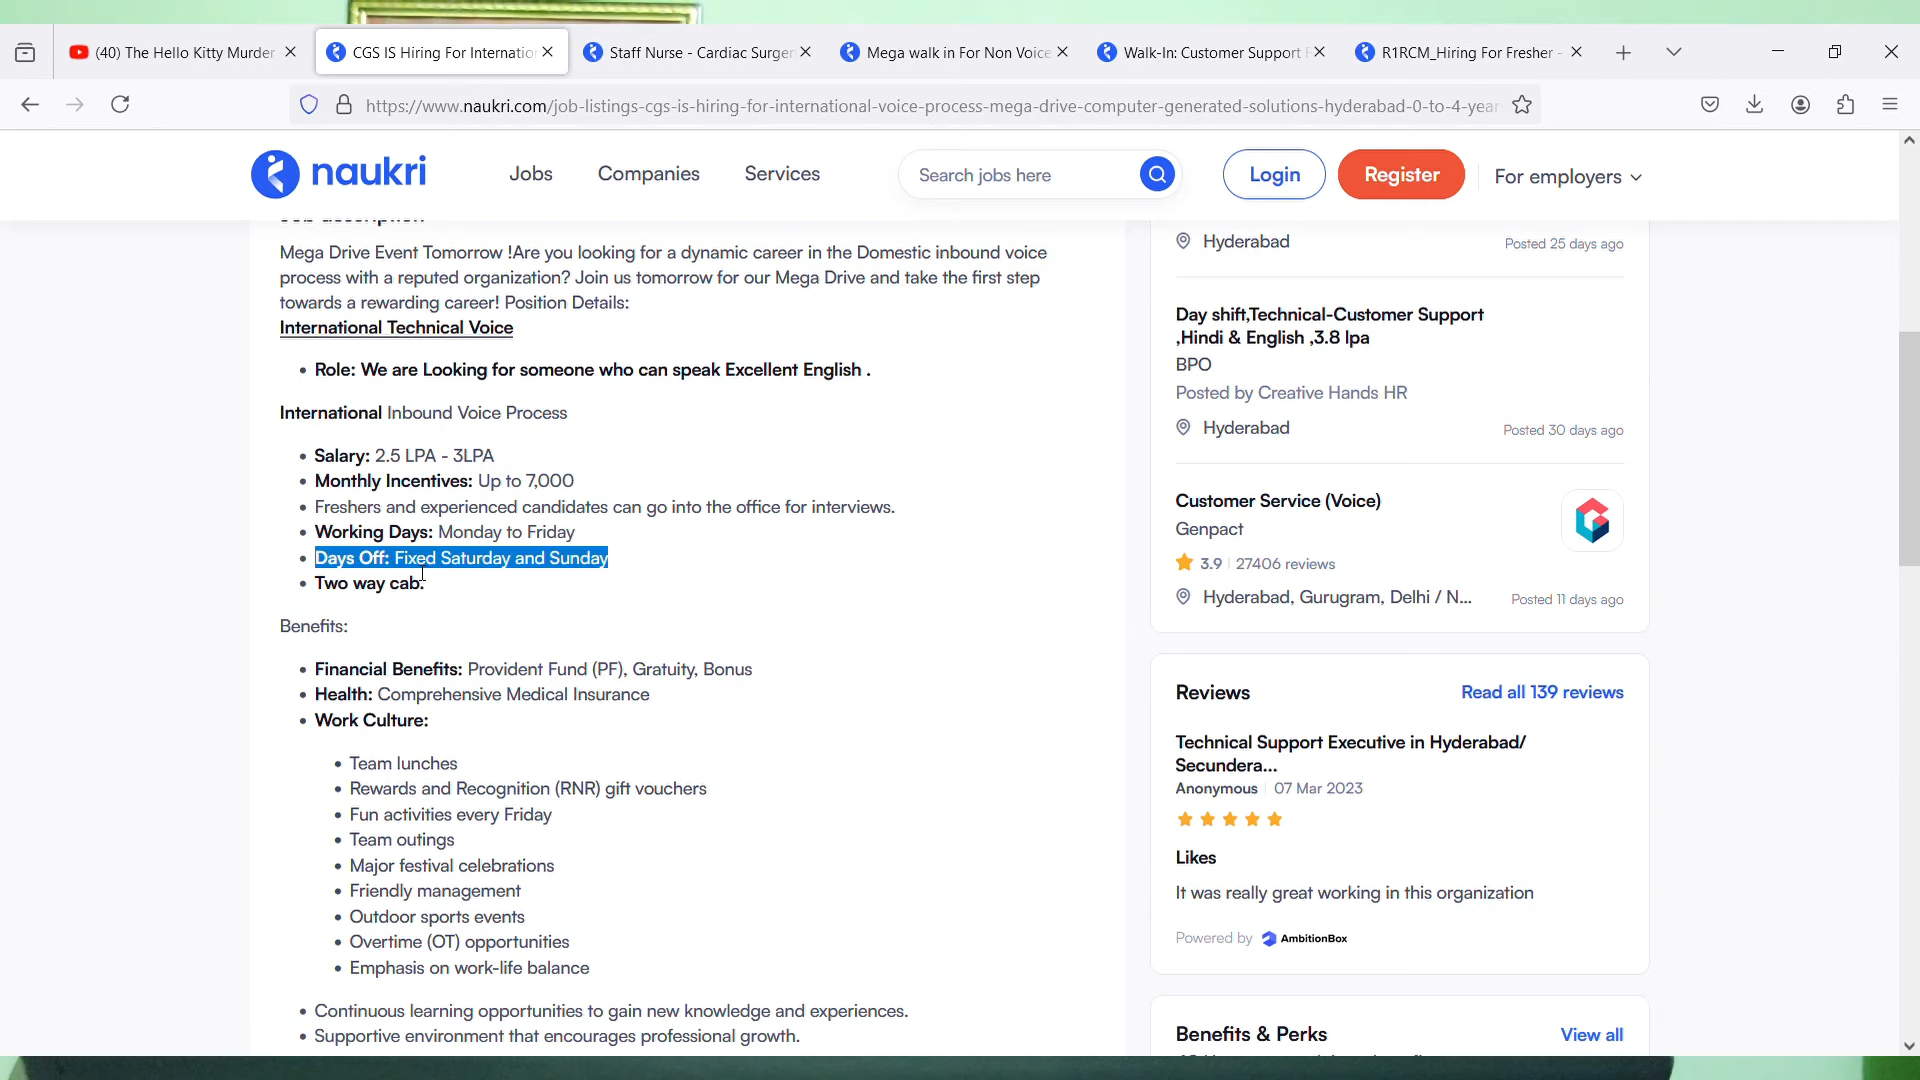 (40) The Hello Kitty Murder
CGS IS Hiring For Internatio
Staff Nurse - Cardiac Surger
Mega walk in For Non Voice
Walk-In: Customer Support
R1RCM_Hiring For Fresher -
https://www.naukri.com/job-listings-cgs-is-hiring-for-international-voice-process-mega-drive-computer-generated-solutions-hyderabad-0-to-4-year
naukri
Jobs
Companies
Services
Search jobs here
Login
Register
For employers
Job description
Mega Drive Event Tomorrow !Are you looking for a dynamic career in the Domestic inbound voice
process with a reputed organization? Join us tomorrow for our Mega Drive and take the first step
towards a rewarding career! Position Details:
International Technical Voice
• Role: We are Looking for someone who can speak Excellent English .
International Inbound Voice Process
• Salary: 2.5 LPA - 3LPA
• Monthly Incentives: Up to 7,000
• Freshers and experienced candidates can go into the office for interviews.
• Working Days: Monday to Friday
• Days Off: Fixed Saturday and Sunday
• Two way cab.
Benefits:
• Financial Benefits: Provident Fund (PF), Gratuity, Bonus
• Health: Comprehensive Medical Insurance
• Work Culture:
• Team lunches
• Rewards and Recognition (RNR) gift vouchers
• Fun activities every Friday
• Team outings
• Major festival celebrations
• Friendly management
• Outdoor sports events
• Overtime (OT) opportunities
• Emphasis on work-life balance
• Continuous learning opportunities to gain new knowledge and experiences.
• Supportive environment that encourages professional growth.
Hyderabad
Posted 25 days ago
Day shift,Technical-Customer Support
,Hindi & English ,3.8 lpa
BPO
Posted by Creative Hands HR
Hyderabad
Posted 30 days ago
Customer Service (Voice)
Genpact
3.9 | 27406 reviews
Hyderabad, Gurugram, Delhi / N...
Posted 11 days ago
Reviews
Read all 139 reviews
Technical Support Executive in Hyderabad/
Secundera...
Anonymous | 07 Mar 2023
Likes
It was really great working in this organization
Powered by AmbitionBox
Benefits & Perks
View all